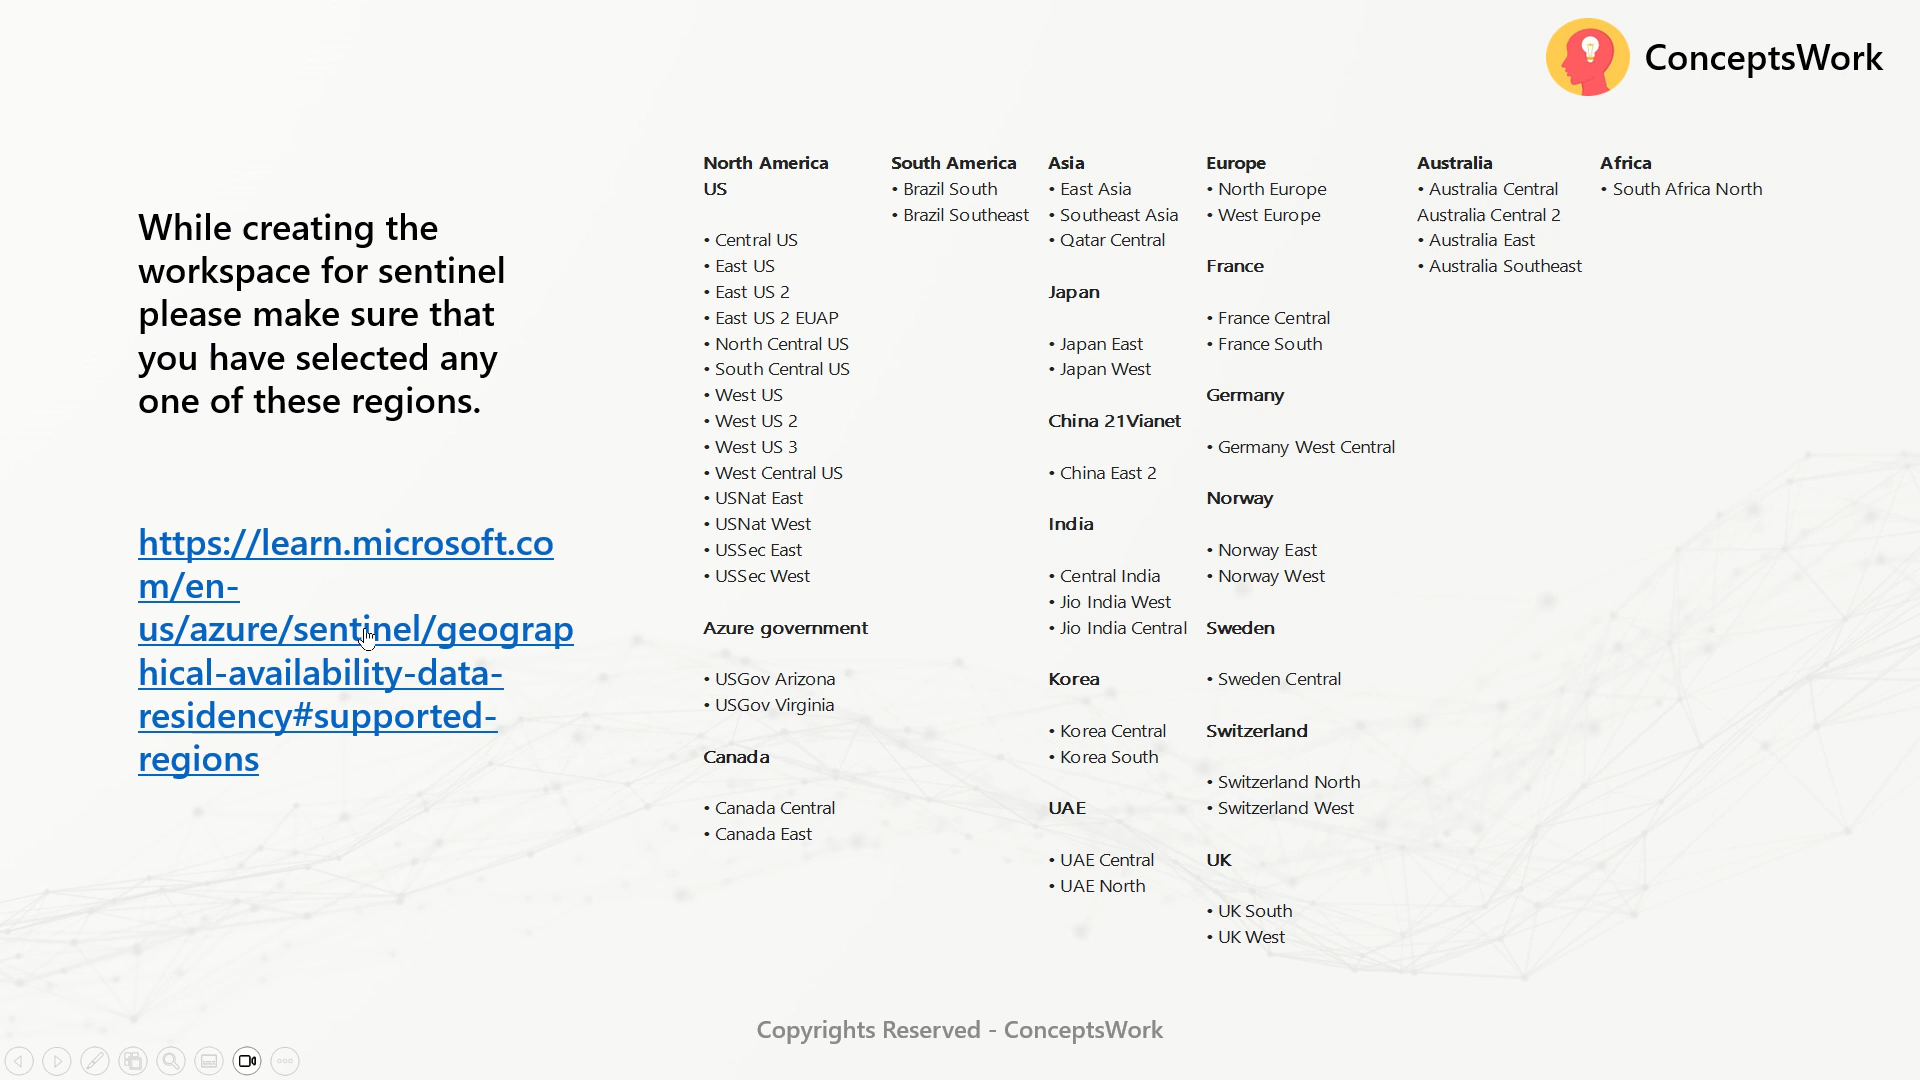 ConceptsWork
While creating the
workspace for sentinel
please make sure that
you have selected any
one of these regions.
https://learn.microsoft.co
m/en-
us/azure/sentinel/geograp
hical-availability-data-
residency#supported-
regions
North America
US
• Central US
• East US
• East US 2
• East US 2 EUAP
• North Central US
• South Central US
• West US
• West US 2
• West US 3
• West Central US
• USNat East
• USNat West
• USSec East
• USSec West
Azure government
• USGov Arizona
• USGov Virginia
Canada
• Canada Central
• Canada East
South America
• Brazil South
• Brazil Southeast
Asia
• East Asia
• Southeast Asia
• Qatar Central
Japan
• Japan East
• Japan West
China 21Vianet
• China East 2
India
• Central India
• Jio India West
• Jio India Central
Korea
• Korea Central
• Korea South
UAE
• UAE Central
• UAE North
Europe
• North Europe
• West Europe
France
• France Central
• France South
Germany
• Germany West Central
Norway
• Norway East
• Norway West
Sweden
• Sweden Central
Switzerland
• Switzerland North
• Switzerland West
UK
• UK South
• UK West
Australia
• Australia Central
Australia Central 2
• Australia East
• Australia Southeast
Africa
• South Africa North
Copyrights Reserved - ConceptsWork